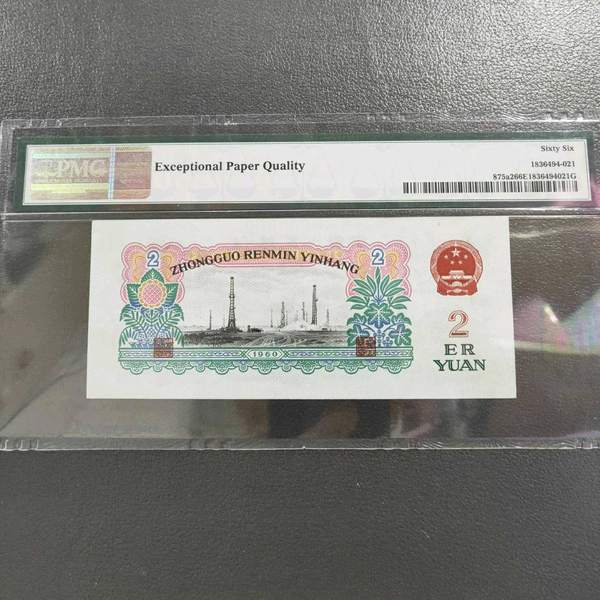 PMG
Exceptional Paper Quality
Sixty Six
1836494-021
875a266E1836494021G
2
2
ZHONGGUO RENMIN YINHANG
1960
2
ER
YUAN